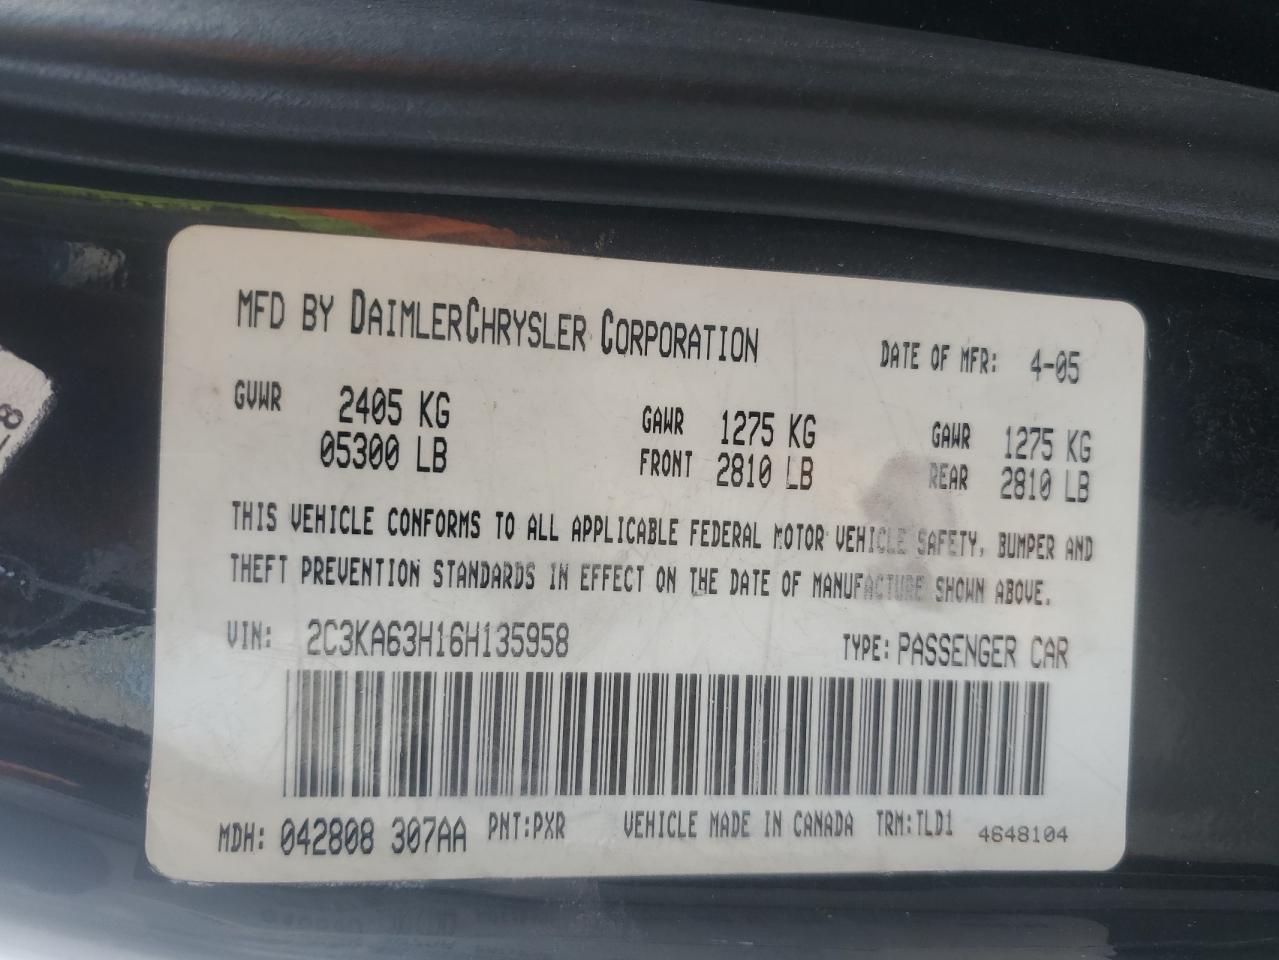 MFD BY DAIMLERCHRYSLER CORPORATION
DATE OF MFR: 4-05
GVWR 2405 KG GAWR 1275 KG GAWR 1275 KG
05300 LB FRONT 2810 LB REAR 2810 LB
THIS VEHICLE CONFORMS TO ALL APPLICABLE FEDERAL MOTOR VEHICLE SAFETY, BUMPER AND
THEFT PREVENTION STANDARDS IN EFFECT ON THE DATE OF MANUFACTURE SHOWN ABOVE.
VIN: 2C3KA63H16H135958 TYPE: PASSENGER CAR
MDH: 042808 307AA PNT:PXR VEHICLE MADE IN CANADA TRM:TLD1 4648104